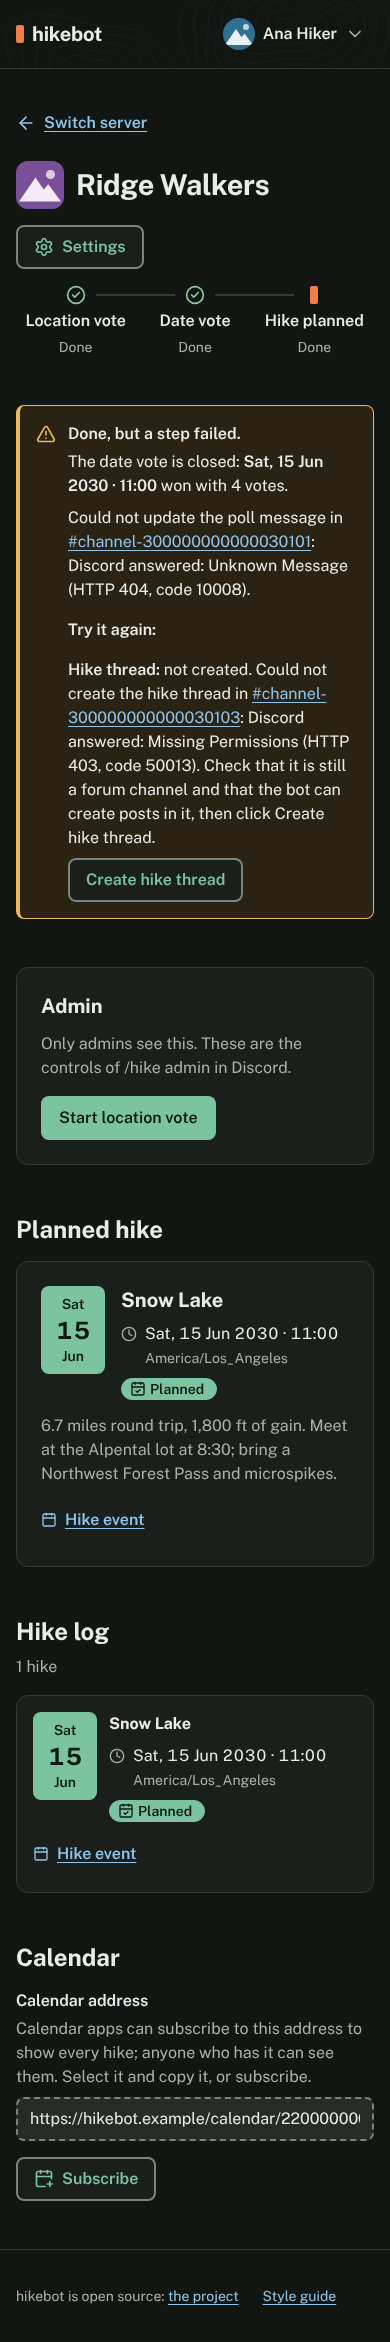 hikebot
Ana Hiker
Switch server
Ridge Walkers
Settings
Location vote
Date vote
Hike planned
Done
Done
Done
Done, but a step failed.
The date vote is closed: Sat, 15 Jun
2030 · 11:00 won with 4 votes.
Could not update the poll message in
#channel-300000000000030101:
Discord answered: Unknown Message
(HTTP 404, code 10008).
Try it again:
Hike thread: not created. Could not
create the hike thread in #channel-
300000000000030103: Discord
answered: Missing Permissions (HTTP
403, code 50013). Check that it is still
a forum channel and that the bot can
create posts in it, then click Create
hike thread.
Create hike thread
Admin
Only admins see this. These are the
controls of /hike admin in Discord.
Start location vote
Planned hike
Sat
15
Jun
Snow Lake
Sat, 15 Jun 2030 · 11:00
America/Los_Angeles
Planned
6.7 miles round trip, 1,800 ft of gain. Meet
at the Alpental lot at 8:30; bring a
Northwest Forest Pass and microspikes.
Hike event
Hike log
1 hike
Sat
15
Jun
Snow Lake
Sat, 15 Jun 2030 · 11:00
America/Los_Angeles
Planned
Hike event
Calendar
Calendar address
Calendar apps can subscribe to this address to
show every hike; anyone who has it can see
them. Select it and copy it, or subscribe.
https://hikebot.example/calendar/22000000
Subscribe
hikebot is open source: the project
Style guide